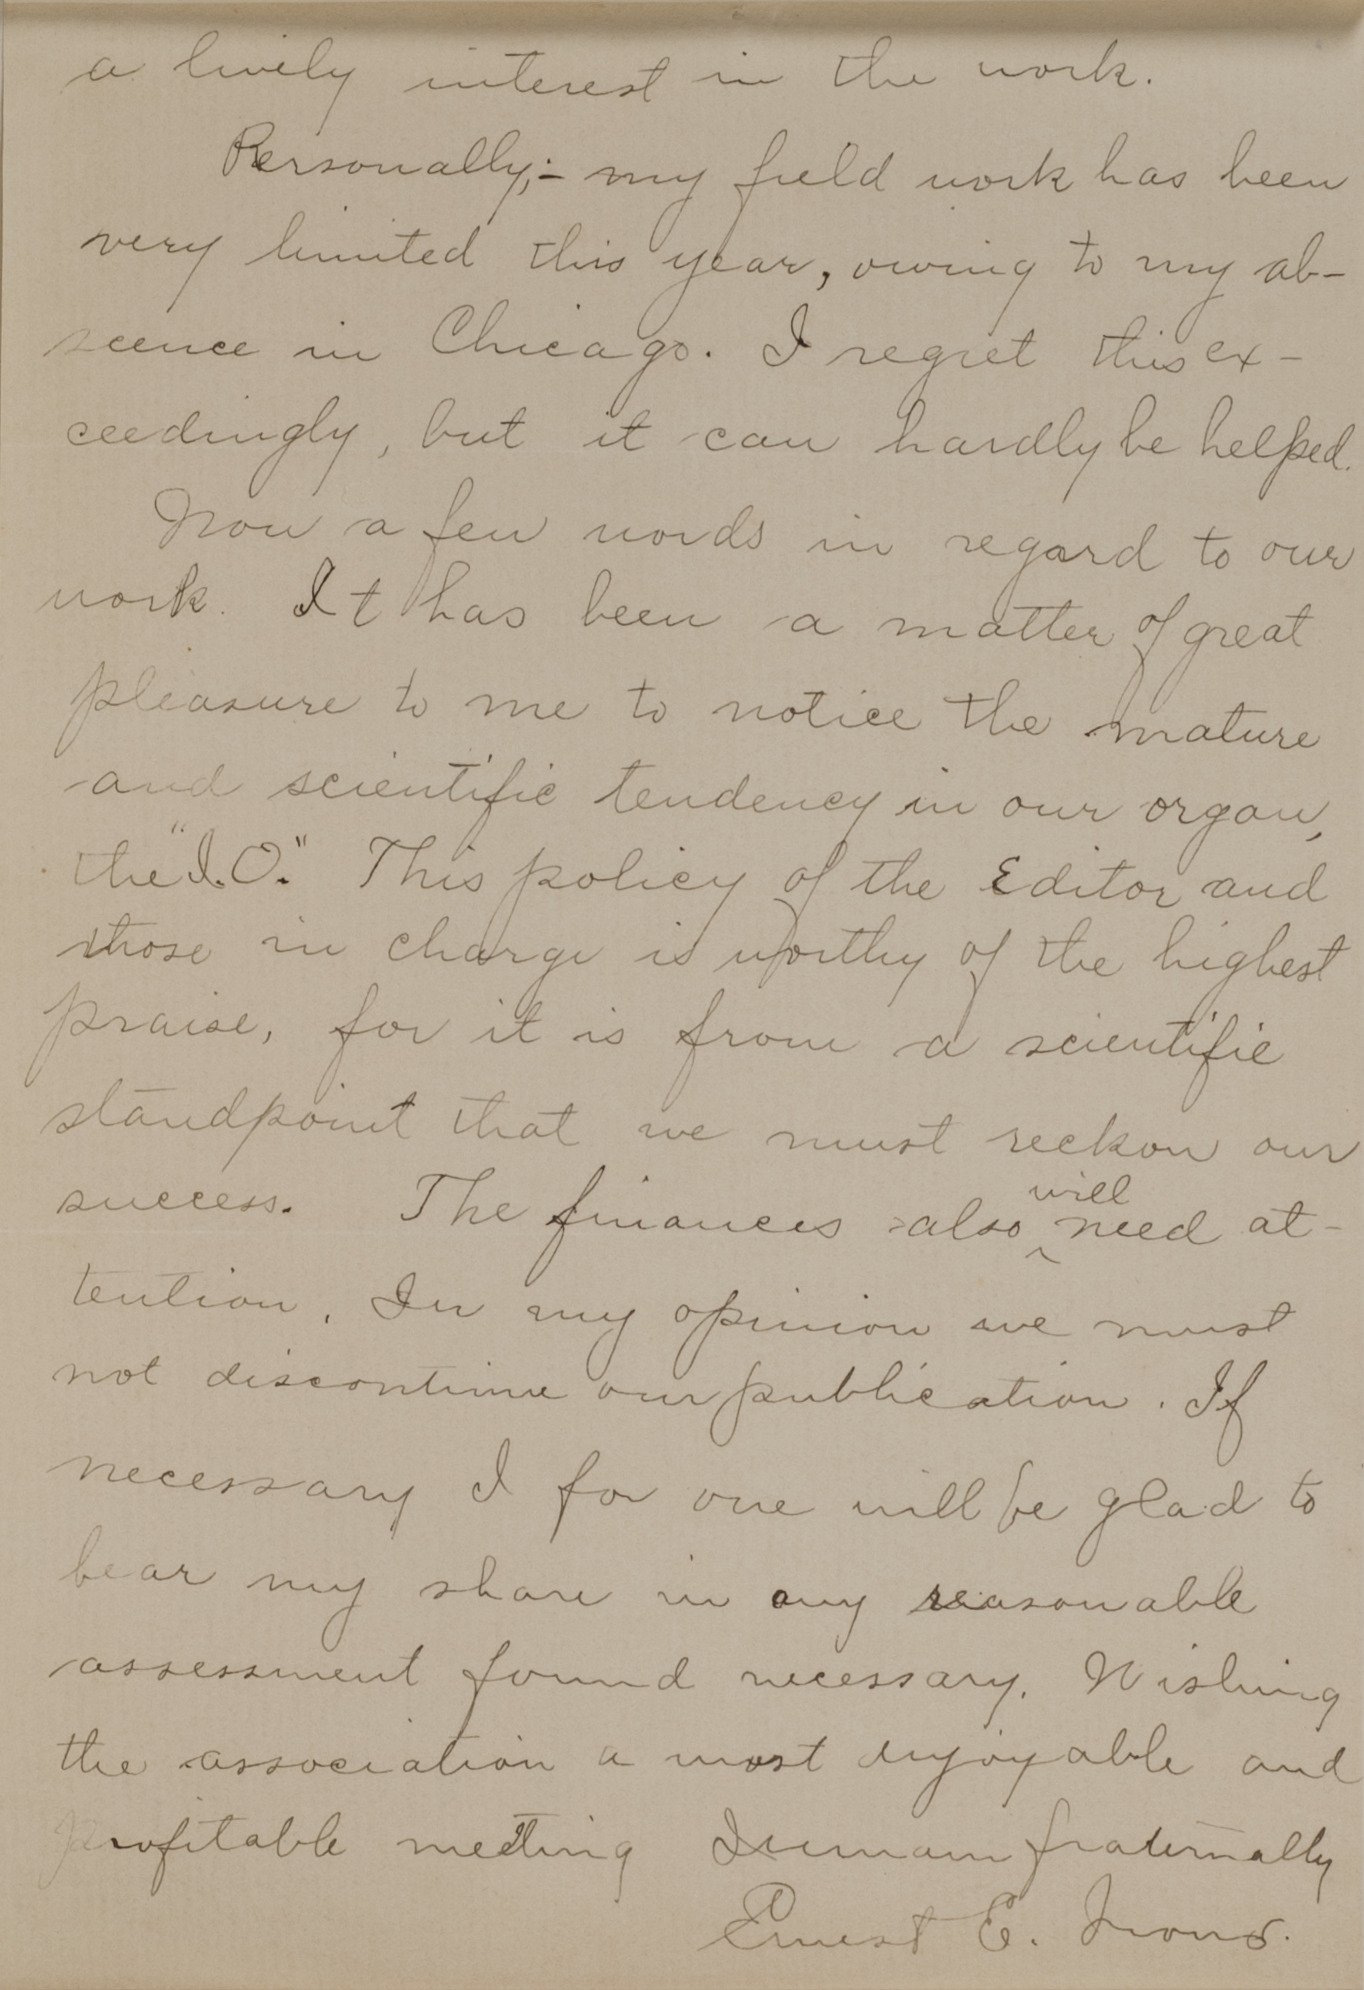 a lively interest in the work.
Personally;- my field work has been
very limited this year, owing to my ab-
scence in Chicago. I regret this ex-
ceedingly, but it can hardly be helped.
Now a few words in regard to our
work. It has been a matter of great
pleasure to me to notice the mature
and scientific tendency in our organ,
the "I.O." This policy of the Editor and
those in charge is worthy of the highest
praise, for it is from a scientific
standpoint that we must reckon our
success. The finances also will need at-
tention. In my opinion we must
not discontinue our publication. If
necessary I for one will be glad to
bear my share in any reasonable
assessment found necessary. Wishing
the association a most enjoyable and
profitable meeting I remain fraternally
Ernest E. Irons.